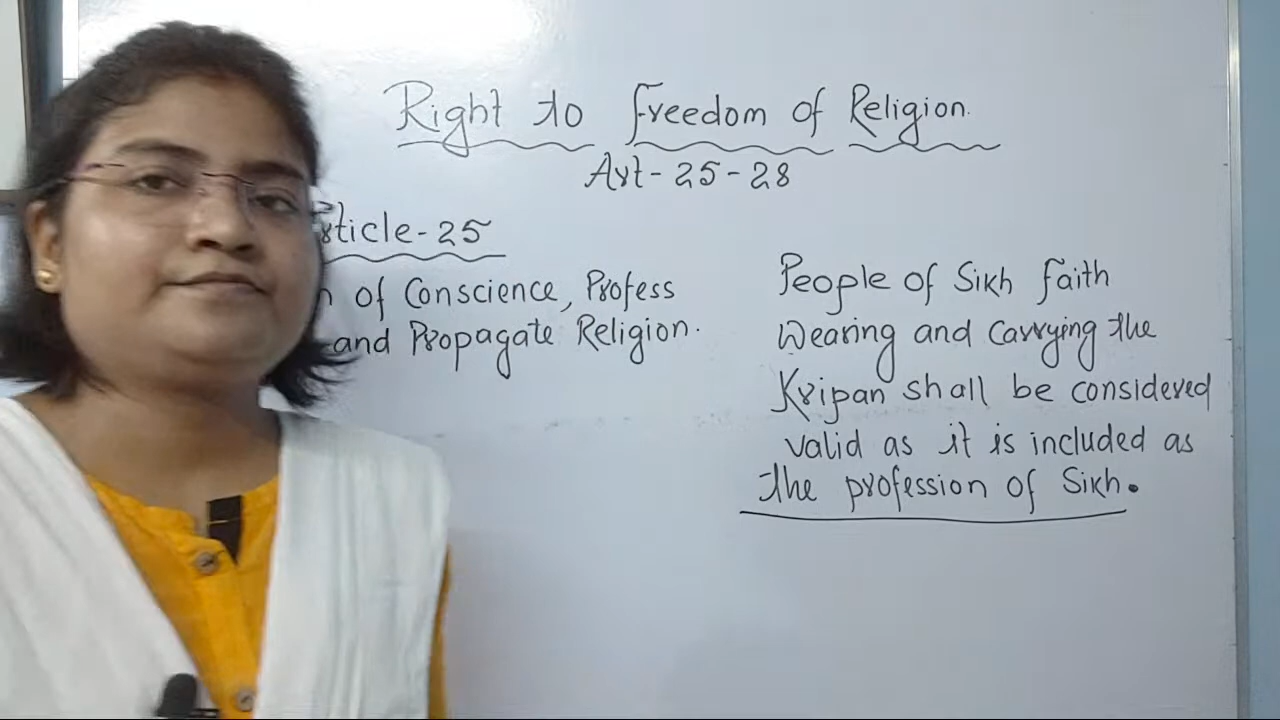 Right to Freedom of Religion.
Art-25-28
rticle-25
of Conscience, Profess
and Propagate Religion.
People of Sikh faith
Wearing and Carrying the
Kripan shall be considered
valid as it is included as
the profession of Sikh.